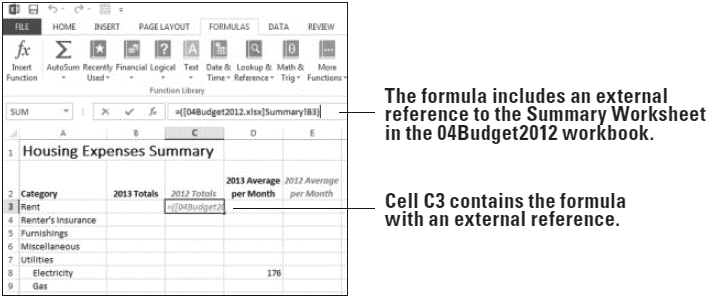 FILE HOME INSERT PAGE LAYOUT FORMULAS DATA REVIEW
fx Σ
Insert Function
AutoSum
Recently Used
Financial
Logical
Text
Date & Time
Lookup & Reference
Math & Trig
More Functions
Function Library
SUM fx =([04Budget2012.xlsx]Summary!B3)
A B C D E
1 Housing Expenses Summary
2 Category 2013 Totals 2012 Totals 2013 Average per Month 2012 Average per Month
3 Rent =([04Budget20
4 Renter's Insurance
5 Furnishings
6 Miscellaneous
7 Utilities
8 Electricity 176
9 Gas
The formula includes an external
reference to the Summary Worksheet
in the 04Budget2012 workbook.
Cell C3 contains the formula
with an external reference.